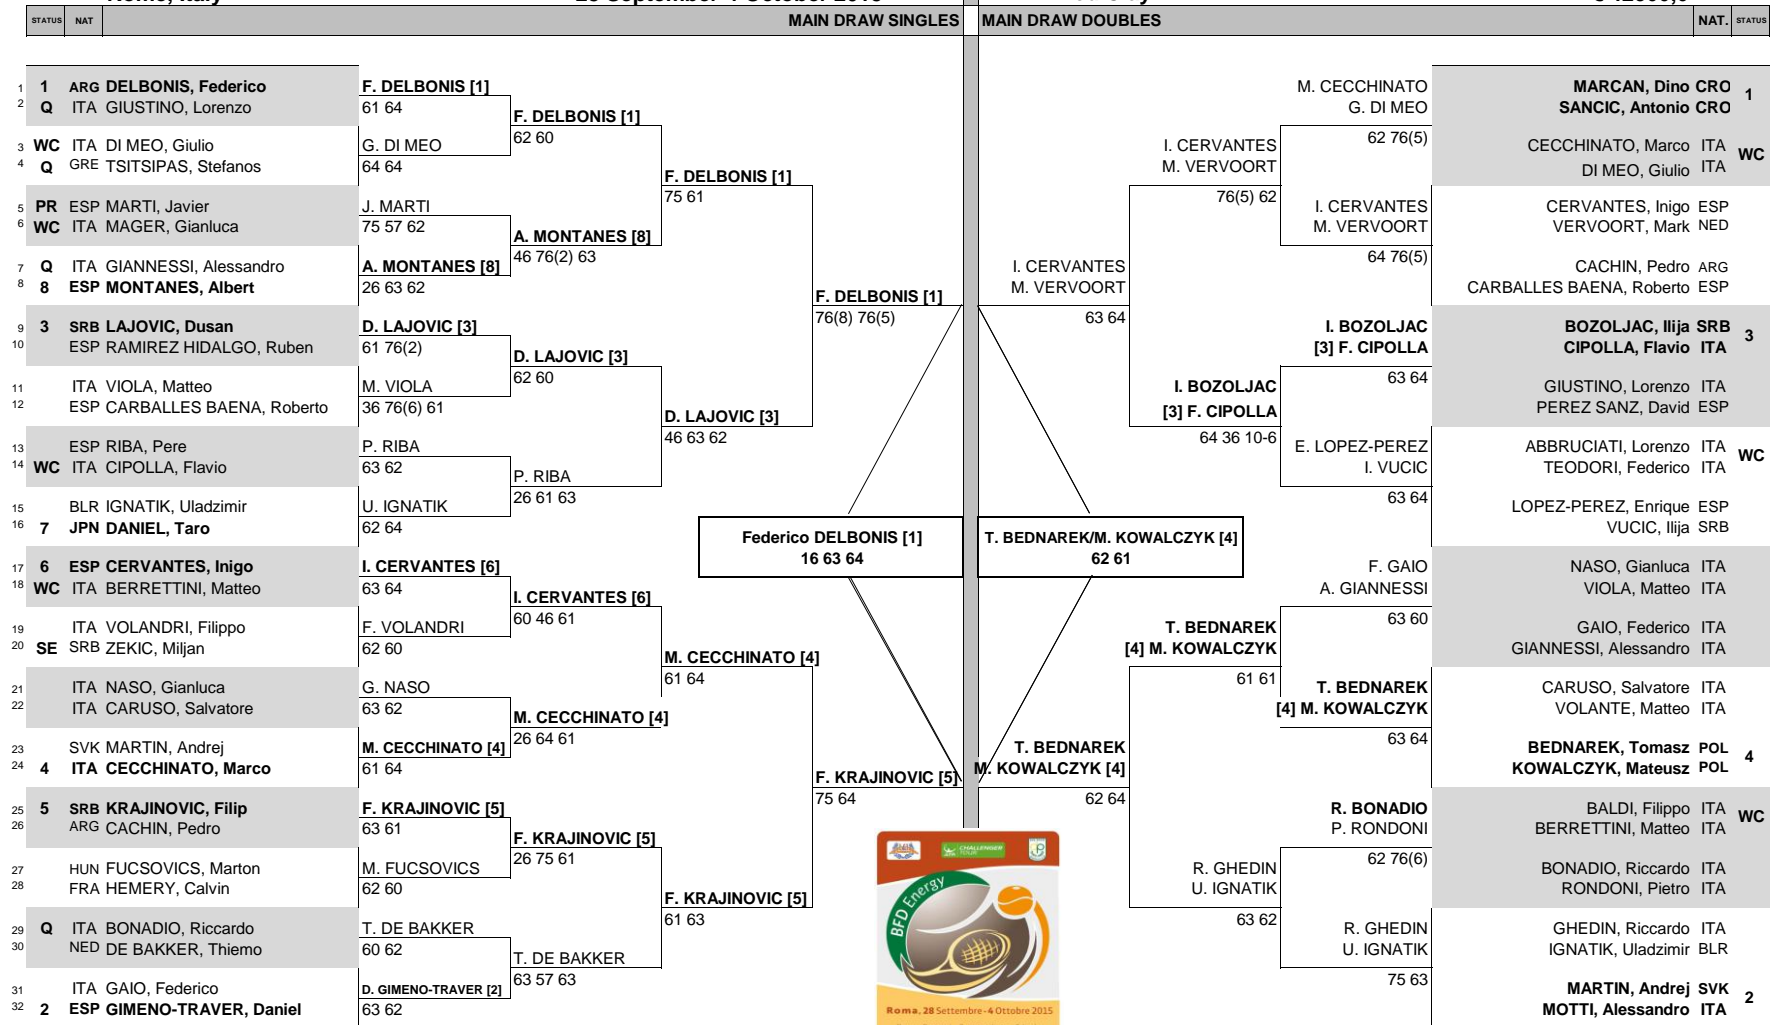 STATUS NAT MAIN DRAW SINGLES MAIN DRAW DOUBLES NAT. STATUS
1 1 ARG DELBONIS, Federico
2 Q ITA GIUSTINO, Lorenzo
3 WC ITA DI MEO, Giulio
4 Q GRE TSITSIPAS, Stefanos
5 PR ESP MARTI, Javier
6 WC ITA MAGER, Gianluca
7 Q ITA GIANNESSI, Alessandro
8 8 ESP MONTANES, Albert
9 3 SRB LAJOVIC, Dusan
10 ESP RAMIREZ HIDALGO, Ruben
11 ITA VIOLA, Matteo
12 ESP CARBALLES BAENA, Roberto
13 ESP RIBA, Pere
14 WC ITA CIPOLLA, Flavio
15 BLR IGNATIK, Uladzimir
16 7 JPN DANIEL, Taro
17 6 ESP CERVANTES, Inigo
18 WC ITA BERRETTINI, Matteo
19 ITA VOLANDRI, Filippo
20 SE SRB ZEKIC, Miljan
21 ITA NASO, Gianluca
22 ITA CARUSO, Salvatore
23 SVK MARTIN, Andrej
24 4 ITA CECCHINATO, Marco
25 5 SRB KRAJINOVIC, Filip
26 ARG CACHIN, Pedro
27 HUN FUCSOVICS, Marton
28 FRA HEMERY, Calvin
29 Q ITA BONADIO, Riccardo
30 NED DE BAKKER, Thiemo
31 ITA GAIO, Federico
32 2 ESP GIMENO-TRAVER, Daniel
F. DELBONIS [1]
61 64
G. DI MEO
64 64
J. MARTI
75 57 62
A. MONTANES [8]
26 63 62
D. LAJOVIC [3]
61 76(2)
M. VIOLA
36 76(6) 61
P. RIBA
63 62
U. IGNATIK
62 64
I. CERVANTES [6]
63 64
F. VOLANDRI
62 60
G. NASO
63 62
M. CECCHINATO [4]
61 64
F. KRAJINOVIC [5]
63 61
M. FUCSOVICS
62 60
T. DE BAKKER
60 62
D. GIMENO-TRAVER [2]
63 62
F. DELBONIS [1]
62 60
A. MONTANES [8]
46 76(2) 63
D. LAJOVIC [3]
62 60
P. RIBA
26 61 63
I. CERVANTES [6]
60 46 61
M. CECCHINATO [4]
26 64 61
F. KRAJINOVIC [5]
26 75 61
T. DE BAKKER
63 57 63
F. DELBONIS [1]
75 61
D. LAJOVIC [3]
46 63 62
M. CECCHINATO [4]
61 64
F. KRAJINOVIC [5]
61 63
F. DELBONIS [1]
76(8) 76(5)
F. KRAJINOVIC [5]
75 64
Federico DELBONIS [1]
16 63 64
T. BEDNAREK/M. KOWALCZYK [4]
62 61
I. CERVANTES
M. VERVOORT
63 64
T. BEDNAREK
M. KOWALCZYK [4]
62 64
I. CERVANTES
M. VERVOORT
76(5) 62
I. BOZOLJAC
[3] F. CIPOLLA
64 36 10-6
T. BEDNAREK
[4] M. KOWALCZYK
61 61
R. GHEDIN
U. IGNATIK
63 62
M. CECCHINATO
G. DI MEO
62 76(5)
I. CERVANTES
M. VERVOORT
64 76(5)
I. BOZOLJAC
[3] F. CIPOLLA
63 64
E. LOPEZ-PEREZ
I. VUCIC
63 64
F. GAIO
A. GIANNESSI
63 60
T. BEDNAREK
[4] M. KOWALCZYK
63 64
R. BONADIO
P. RONDONI
62 76(6)
R. GHEDIN
U. IGNATIK
75 63
MARCAN, Dino CRO 1
SANCIC, Antonio CRO
CECCHINATO, Marco ITA WC
DI MEO, Giulio ITA
CERVANTES, Inigo ESP
VERVOORT, Mark NED
CACHIN, Pedro ARG
CARBALLES BAENA, Roberto ESP
BOZOLJAC, Ilija SRB 3
CIPOLLA, Flavio ITA
GIUSTINO, Lorenzo ITA
PEREZ SANZ, David ESP
ABBRUCIATI, Lorenzo ITA WC
TEODORI, Federico ITA
LOPEZ-PEREZ, Enrique ESP
VUCIC, Ilija SRB
NASO, Gianluca ITA
VIOLA, Matteo ITA
GAIO, Federico ITA
GIANNESSI, Alessandro ITA
CARUSO, Salvatore ITA
VOLANTE, Matteo ITA
BEDNAREK, Tomasz POL 4
KOWALCZYK, Mateusz POL
BALDI, Filippo ITA WC
BERRETTINI, Matteo ITA
BONADIO, Riccardo ITA
RONDONI, Pietro ITA
GHEDIN, Riccardo ITA
IGNATIK, Uladzimir BLR
MARTIN, Andrej SVK 2
MOTTI, Alessandro ITA
CHALLENGER
TOUR
BFD Energy
Roma, 28 Settembre - 4 Ottobre 2015